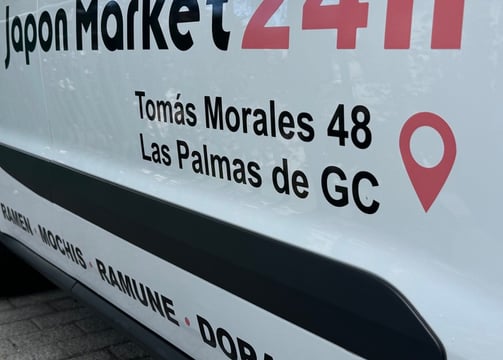 Japon Market 24H
Tomás Morales 48
Las Palmas de GC
RAMEN · MOCHIS · RAMUNE · DORA